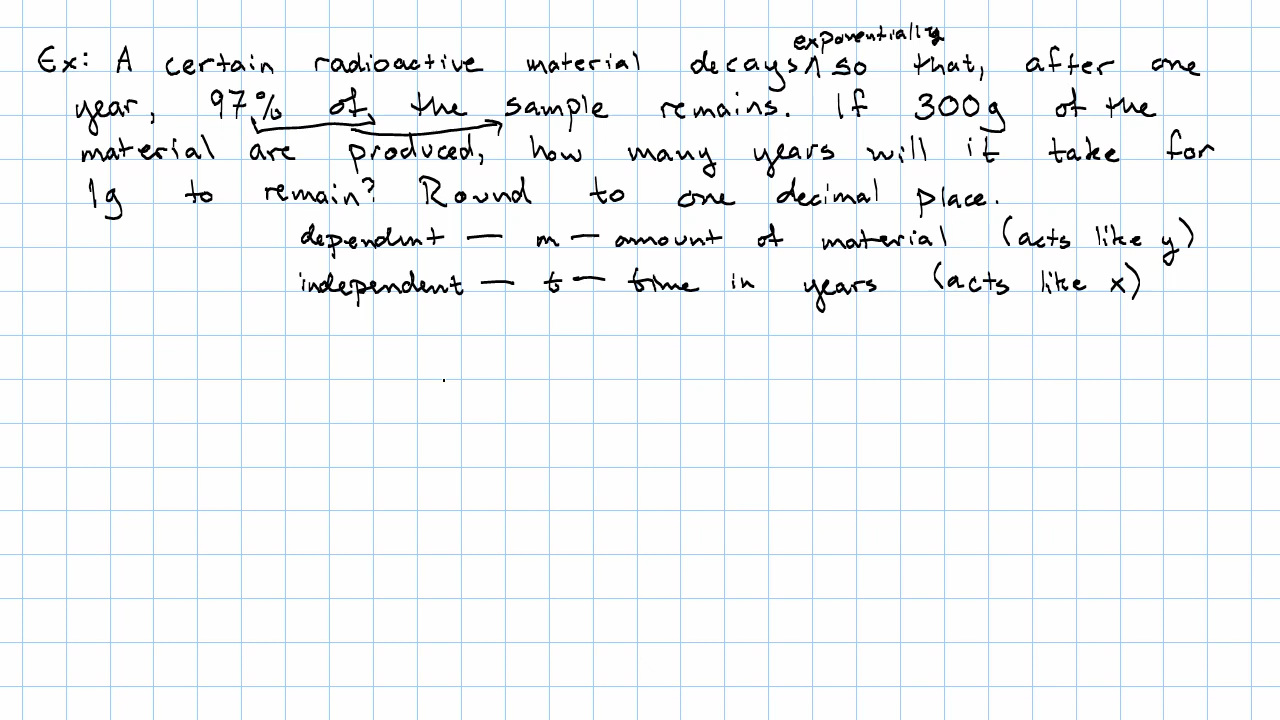 Ex: A certain radioactive material decays ^ exponentially so that, after one
year, 97% of the sample remains. If 300g of the
material are produced, how many years will it take for
1g to remain? Round to one decimal place.
dependent — m — amount of material (acts like y)
independent — t — time in years (acts like x)